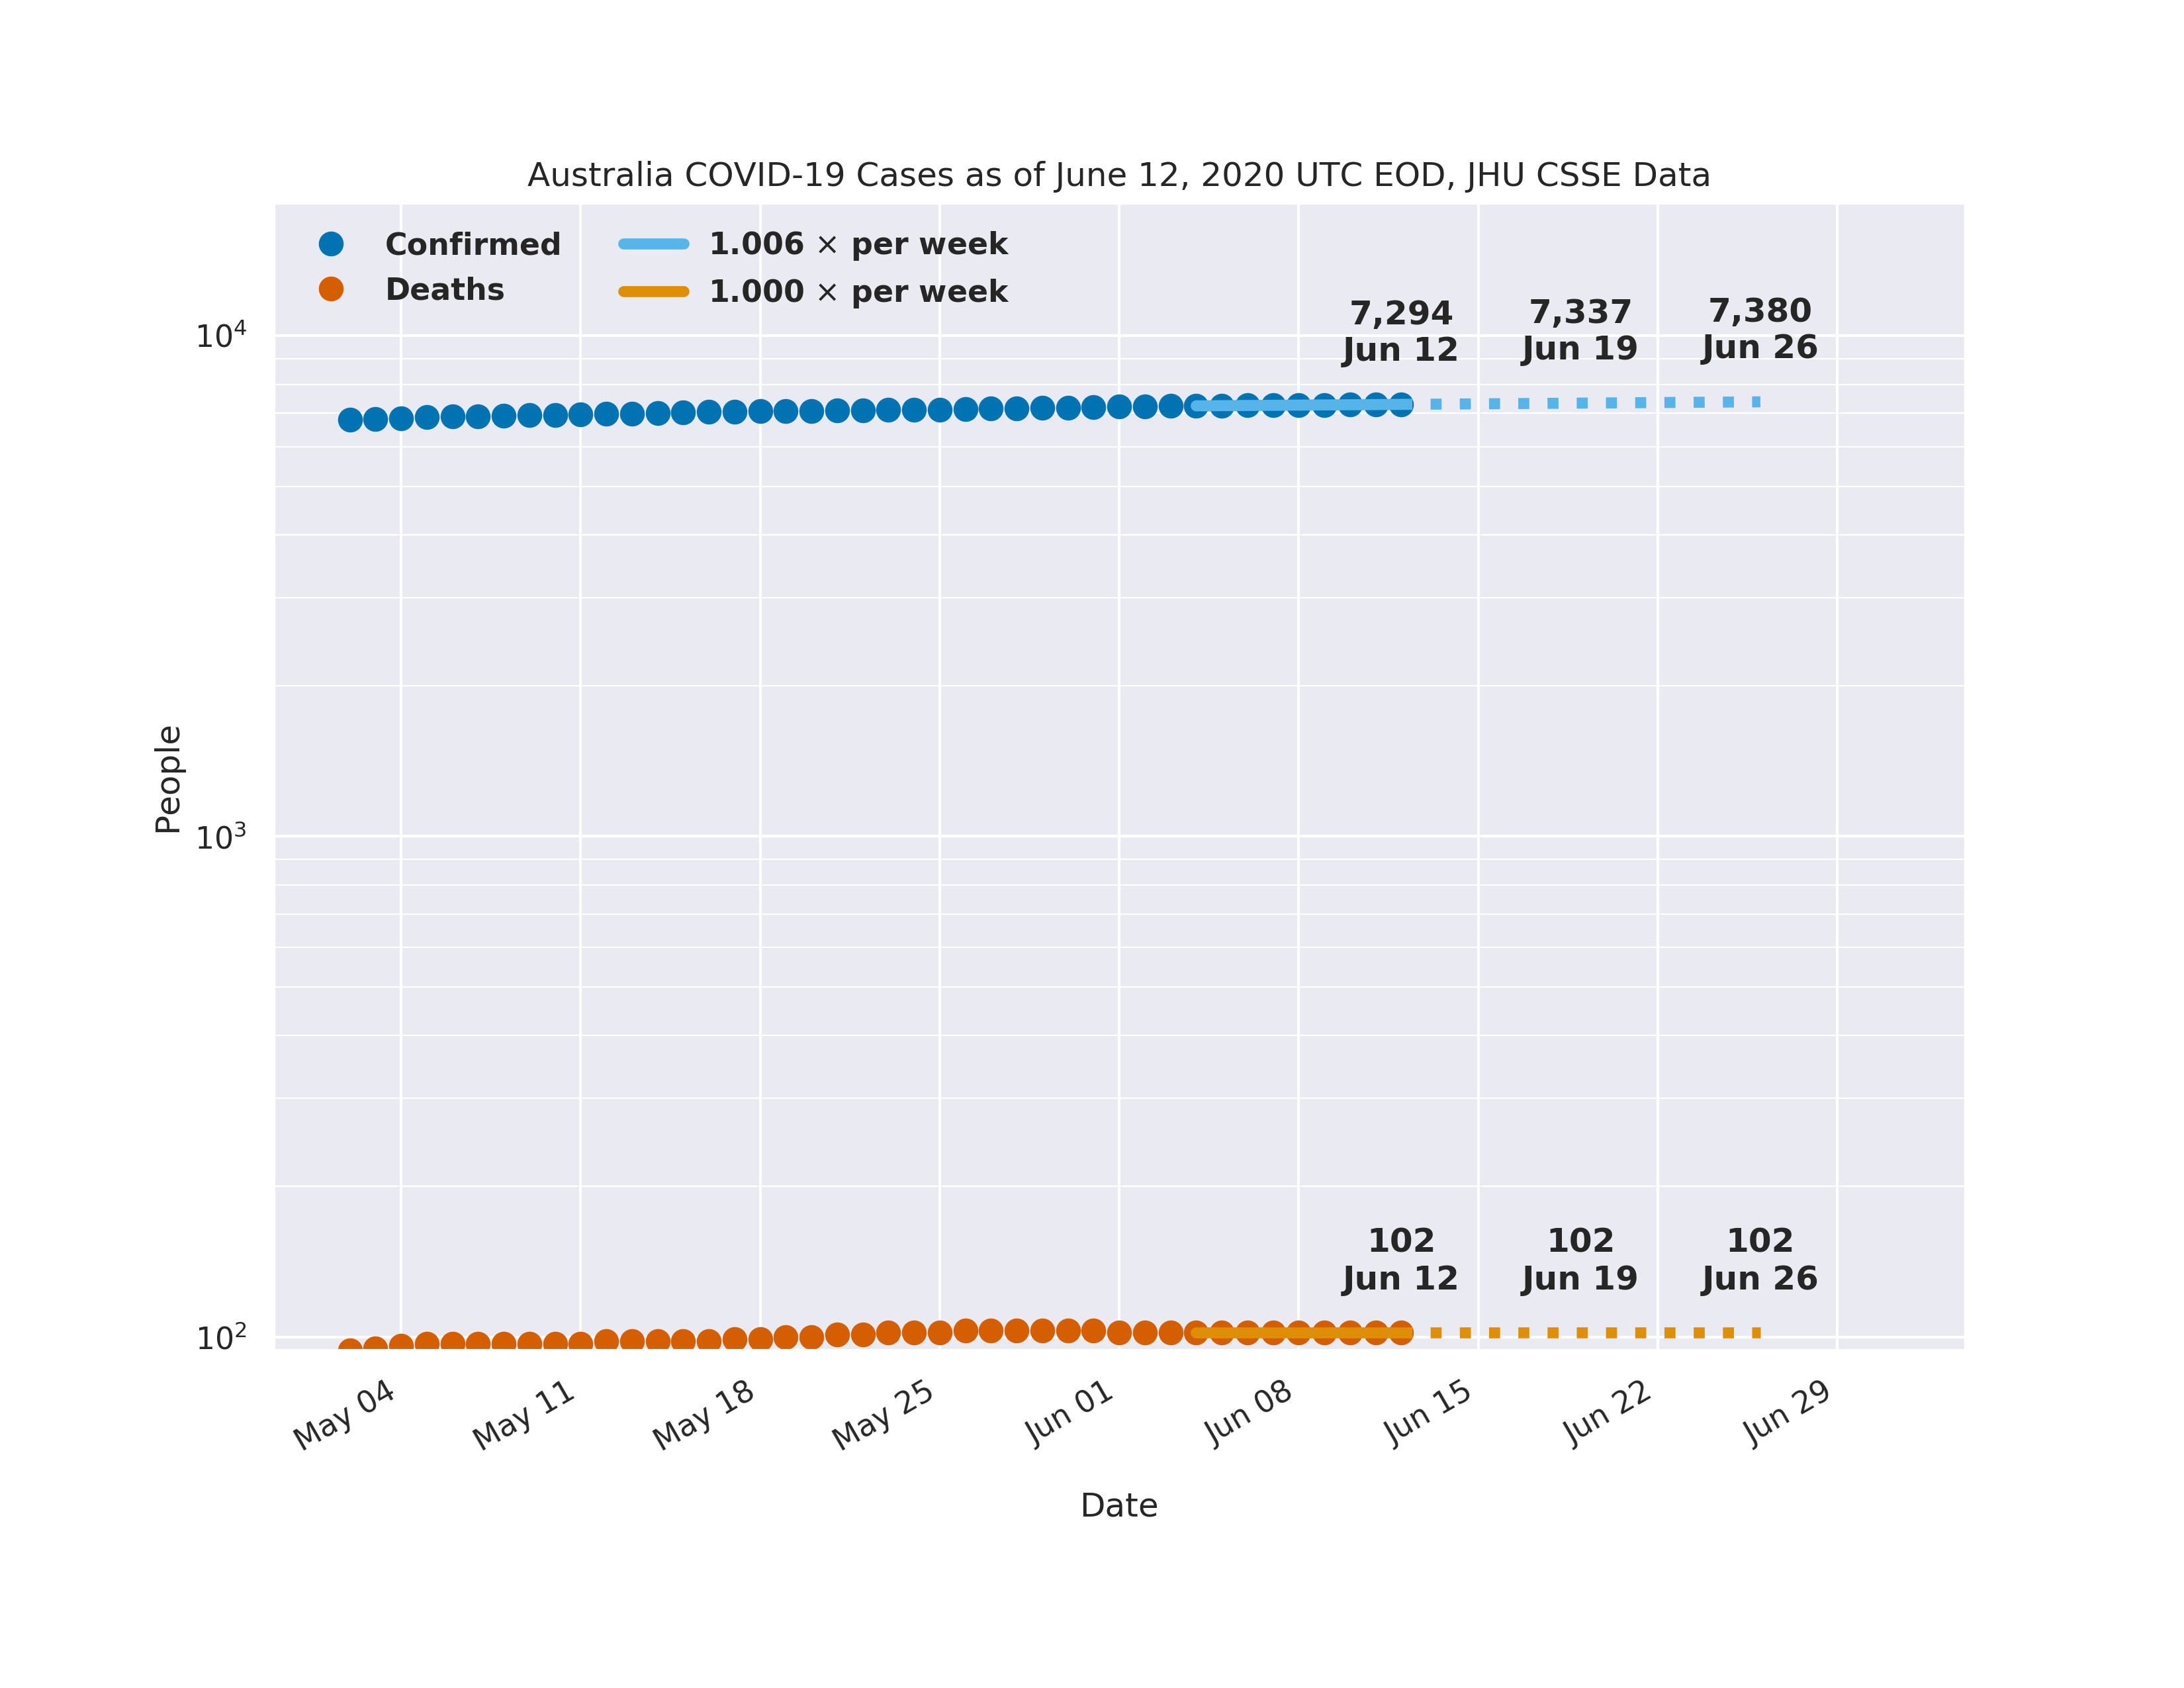 Australia COVID-19 Cases as of June 12, 2020 UTC EOD, JHU CSSE Data
Confirmed
Deaths
1.006 × per week
1.000 × per week
7,294
Jun 12
7,337
Jun 19
7,380
Jun 26
10⁴
10³
10²
People
102
Jun 12
102
Jun 19
102
Jun 26
May 04
May 11
May 18
May 25
Jun 01
Jun 08
Jun 15
Jun 22
Jun 29
Date